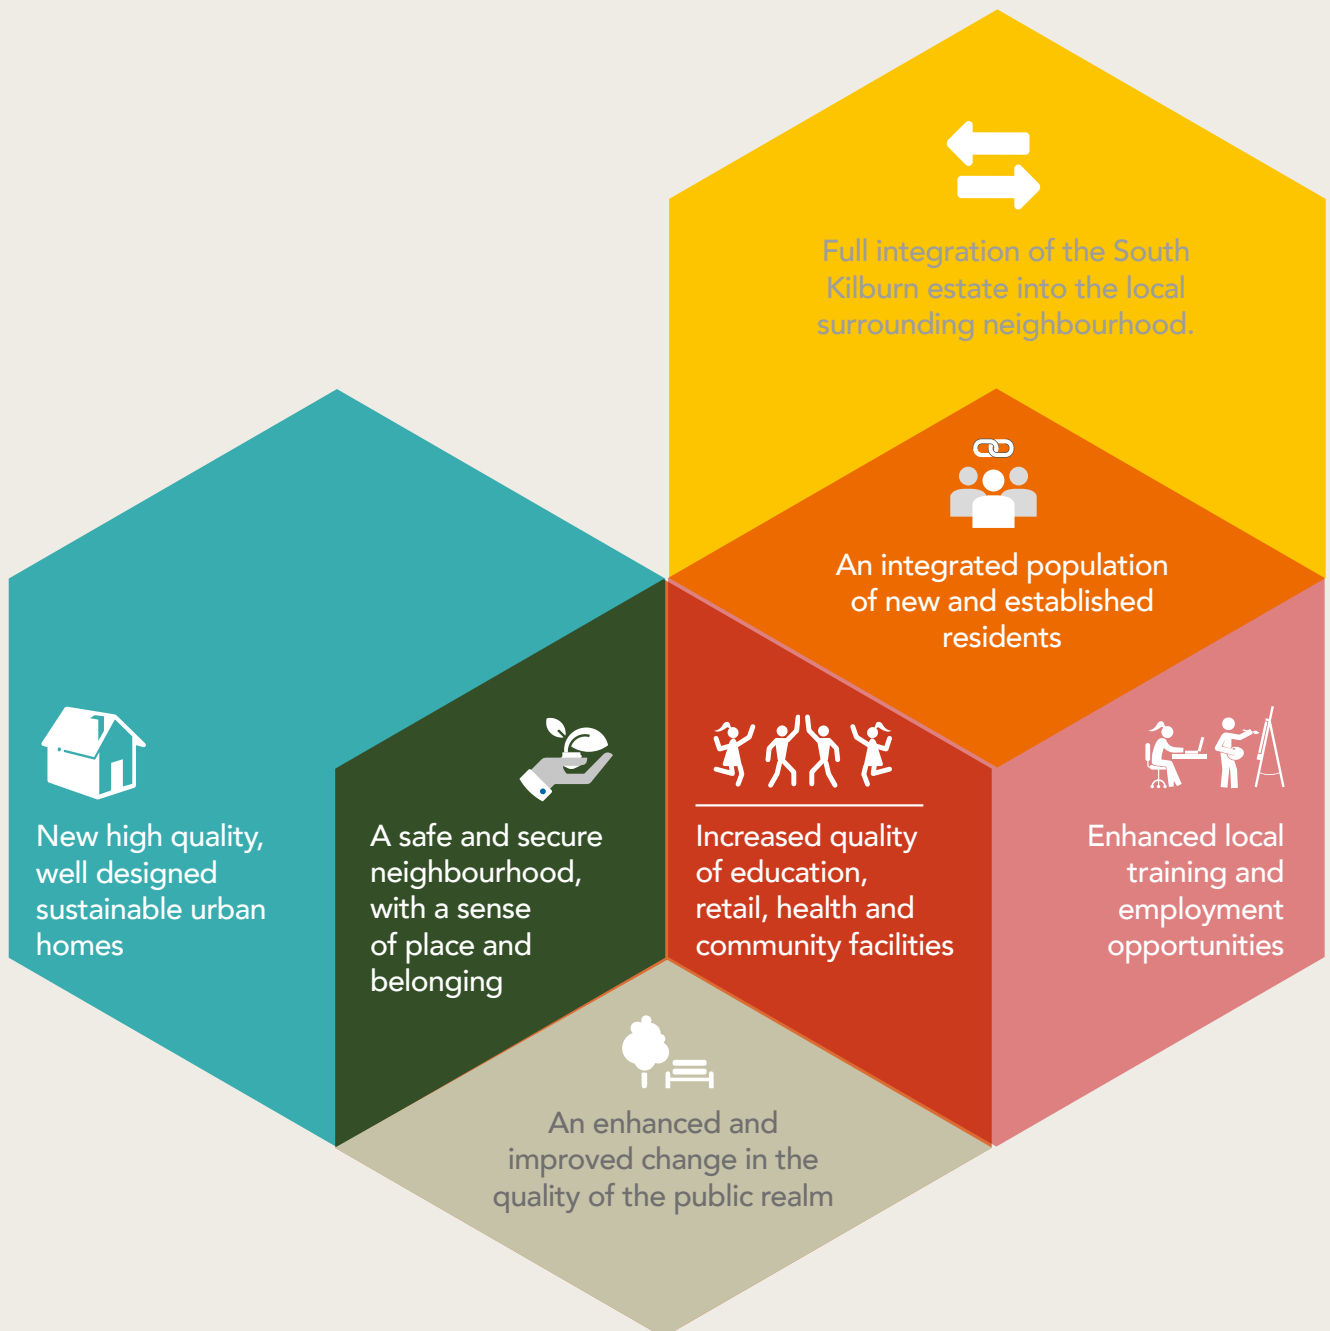 Full integration of the South
Kilburn estate into the local
surrounding neighbourhood.
An integrated population
of new and established
residents
New high quality,
well designed
sustainable urban
homes
A safe and secure
neighbourhood,
with a sense
of place and
belonging
Increased quality
of education,
retail, health and
community facilities
Enhanced local
training and
employment
opportunities
An enhanced and
improved change in the
quality of the public realm